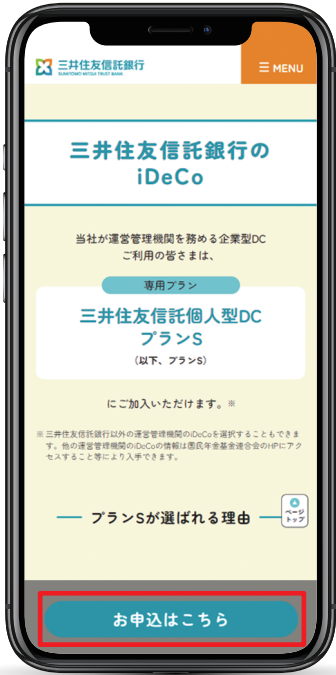 三井住友信託銀行
SUMITOMO MITSUI TRUST BANK
MENU
三井住友信託銀行の
iDeCo
当社が運営管理機関を務める企業型DC
ご利用の皆さまは、
専用プラン
三井住友信託個人型DC
プランS
（以下、プランS）
にご加入いただけます。※
※三井住友信託銀行以外の運営管理機関のiDeCoを選択することもできま
す。他の運営管理機関のiDeCoの情報は国民年金基金連合会のHPにアク
セスすること等により入手できます。
プランSが選ばれる理由
ページ
トップ
お申込はこちら